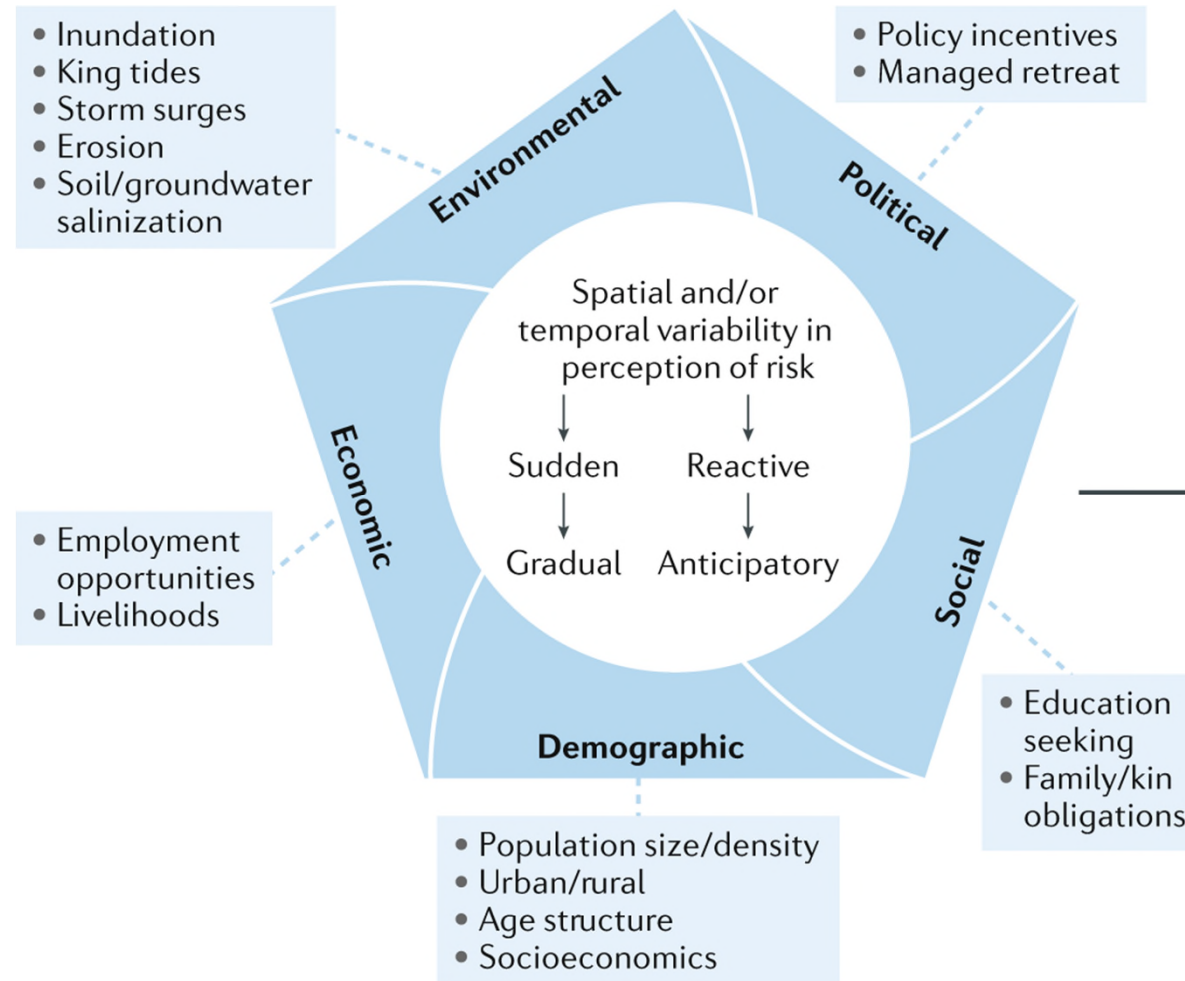 • Inundation
• King tides
• Storm surges
• Erosion
• Soil/groundwater
salinization
• Policy incentives
• Managed retreat
Environmental
Political
Spatial and/or
temporal variability in
perception of risk
Sudden
Reactive
Gradual
Anticipatory
Economic
• Employment
opportunities
• Livelihoods
Social
• Education
seeking
• Family/kin
obligations
Demographic
• Population size/density
• Urban/rural
• Age structure
• Socioeconomics